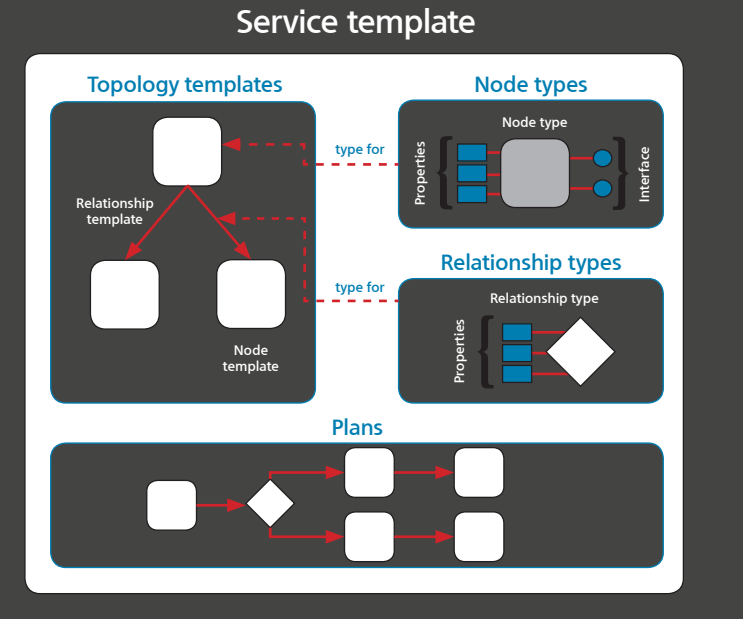 Service template
Topology templates
Node types
Node type
type for
Properties
Interface
Relationship
template
Relationship types
type for
Relationship type
Properties
Node
template
Plans